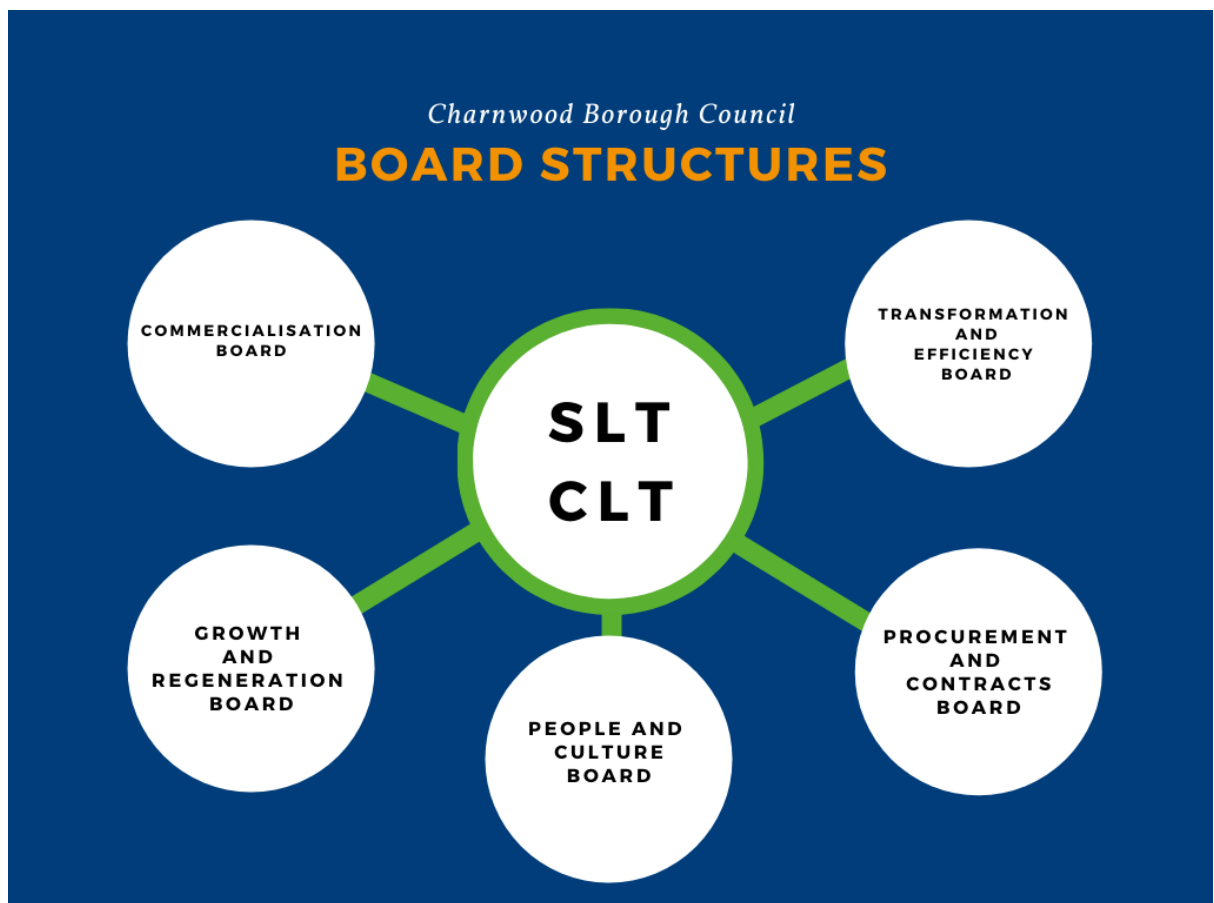 Charnwood Borough Council
BOARD STRUCTURES
COMMERCIALISATION
BOARD
TRANSFORMATION
AND
EFFICIENCY
BOARD
SLT
CLT
GROWTH
AND
REGENERATION
BOARD
PEOPLE AND
CULTURE
BOARD
PROCUREMENT
AND
CONTRACTS
BOARD